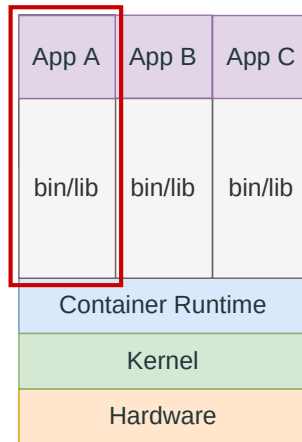 App A App B App C
bin/lib bin/lib bin/lib
Container Runtime
Kernel
Hardware